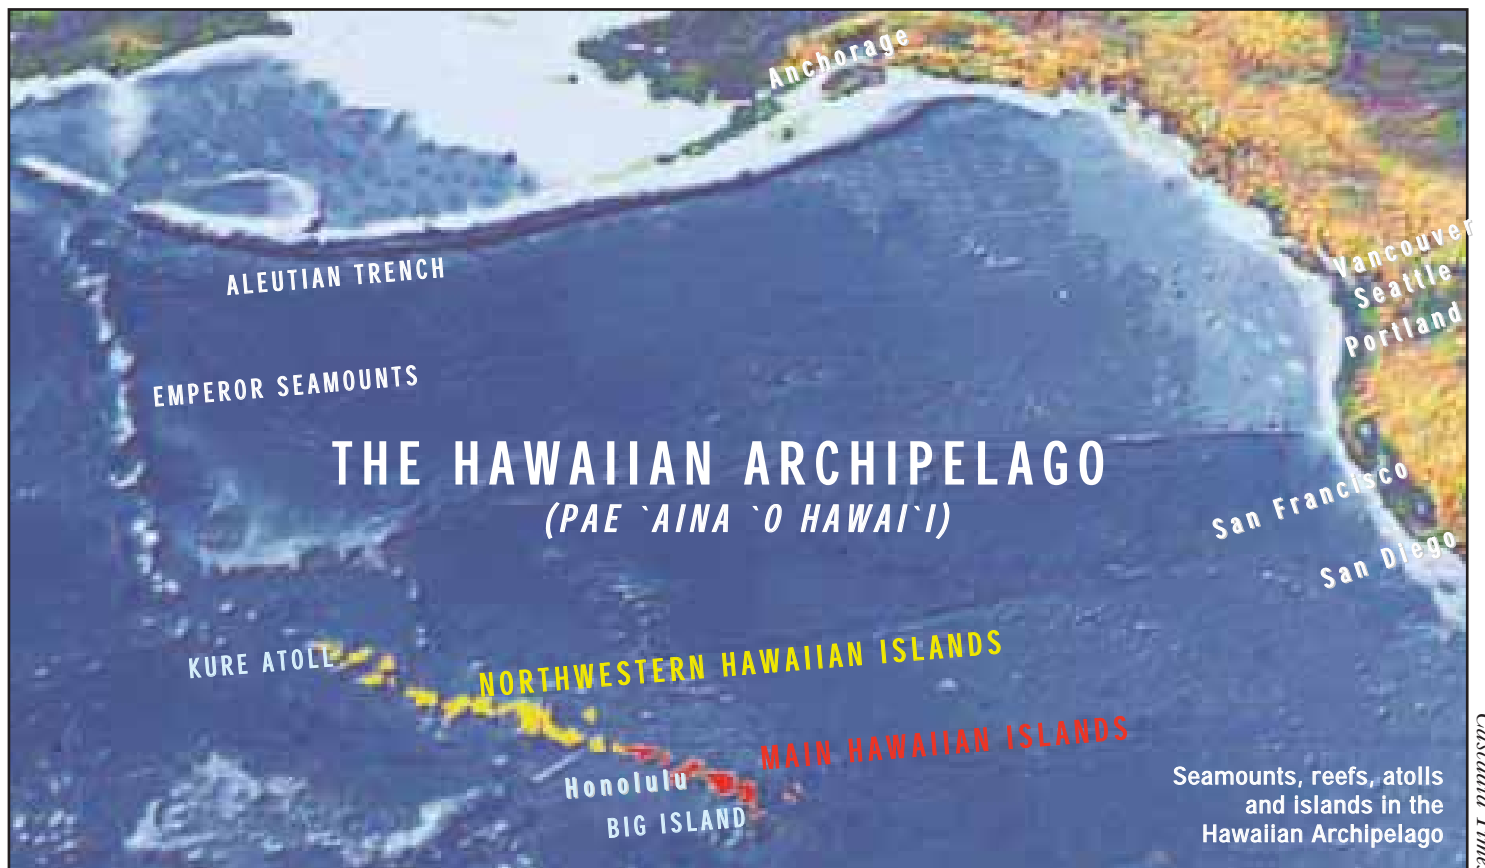 Anchorage
Vancouver
Seattle
Portland
ALEUTIAN TRENCH
EMPEROR SEAMOUNTS
THE HAWAIIAN ARCHIPELAGO
(PAE `AINA `O HAWAI`I)
San Francisco
San Diego
KURE ATOLL
NORTHWESTERN HAWAIIAN ISLANDS
MAIN HAWAIIAN ISLANDS
Honolulu
BIG ISLAND
Seamounts, reefs, atolls
and islands in the
Hawaiian Archipelago